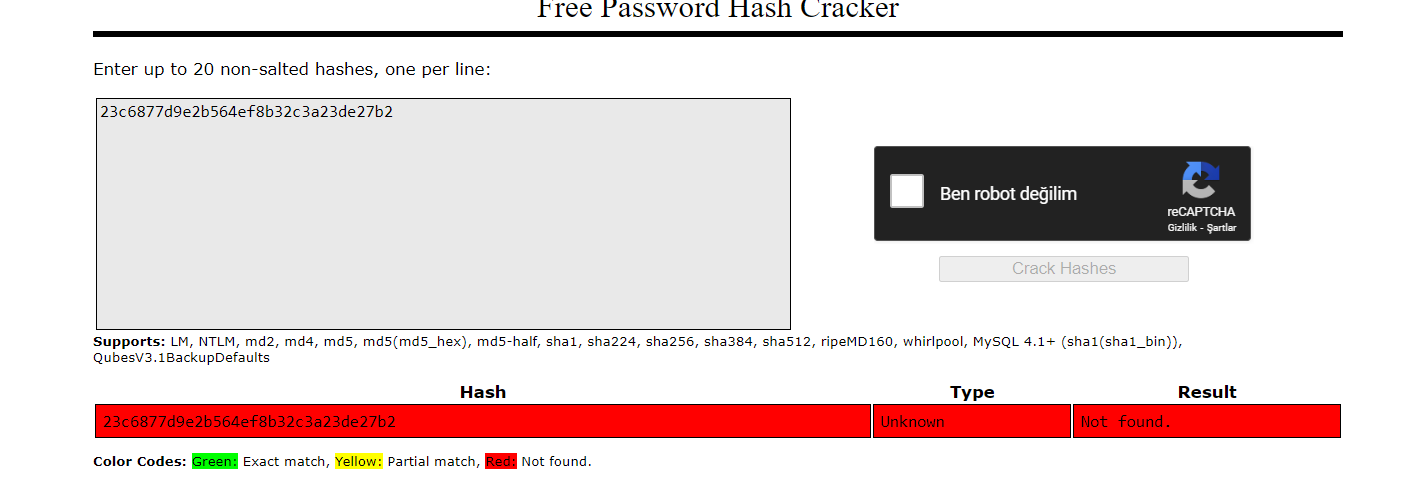 Free Password Hash Cracker
Enter up to 20 non-salted hashes, one per line:
23c6877d9e2b564ef8b32c3a23de27b2
Ben robot değilim
reCAPTCHA
Gizlilik - Şartlar
Crack Hashes
Supports: LM, NTLM, md2, md4, md5, md5(md5_hex), md5-half, sha1, sha224, sha256, sha384, sha512, ripeMD160, whirlpool, MySQL 4.1+ (sha1(sha1_bin)),
QubesV3.1BackupDefaults
Hash Type Result
23c6877d9e2b564ef8b32c3a23de27b2 Unknown Not found.
Color Codes: Green: Exact match, Yellow: Partial match, Red: Not found.